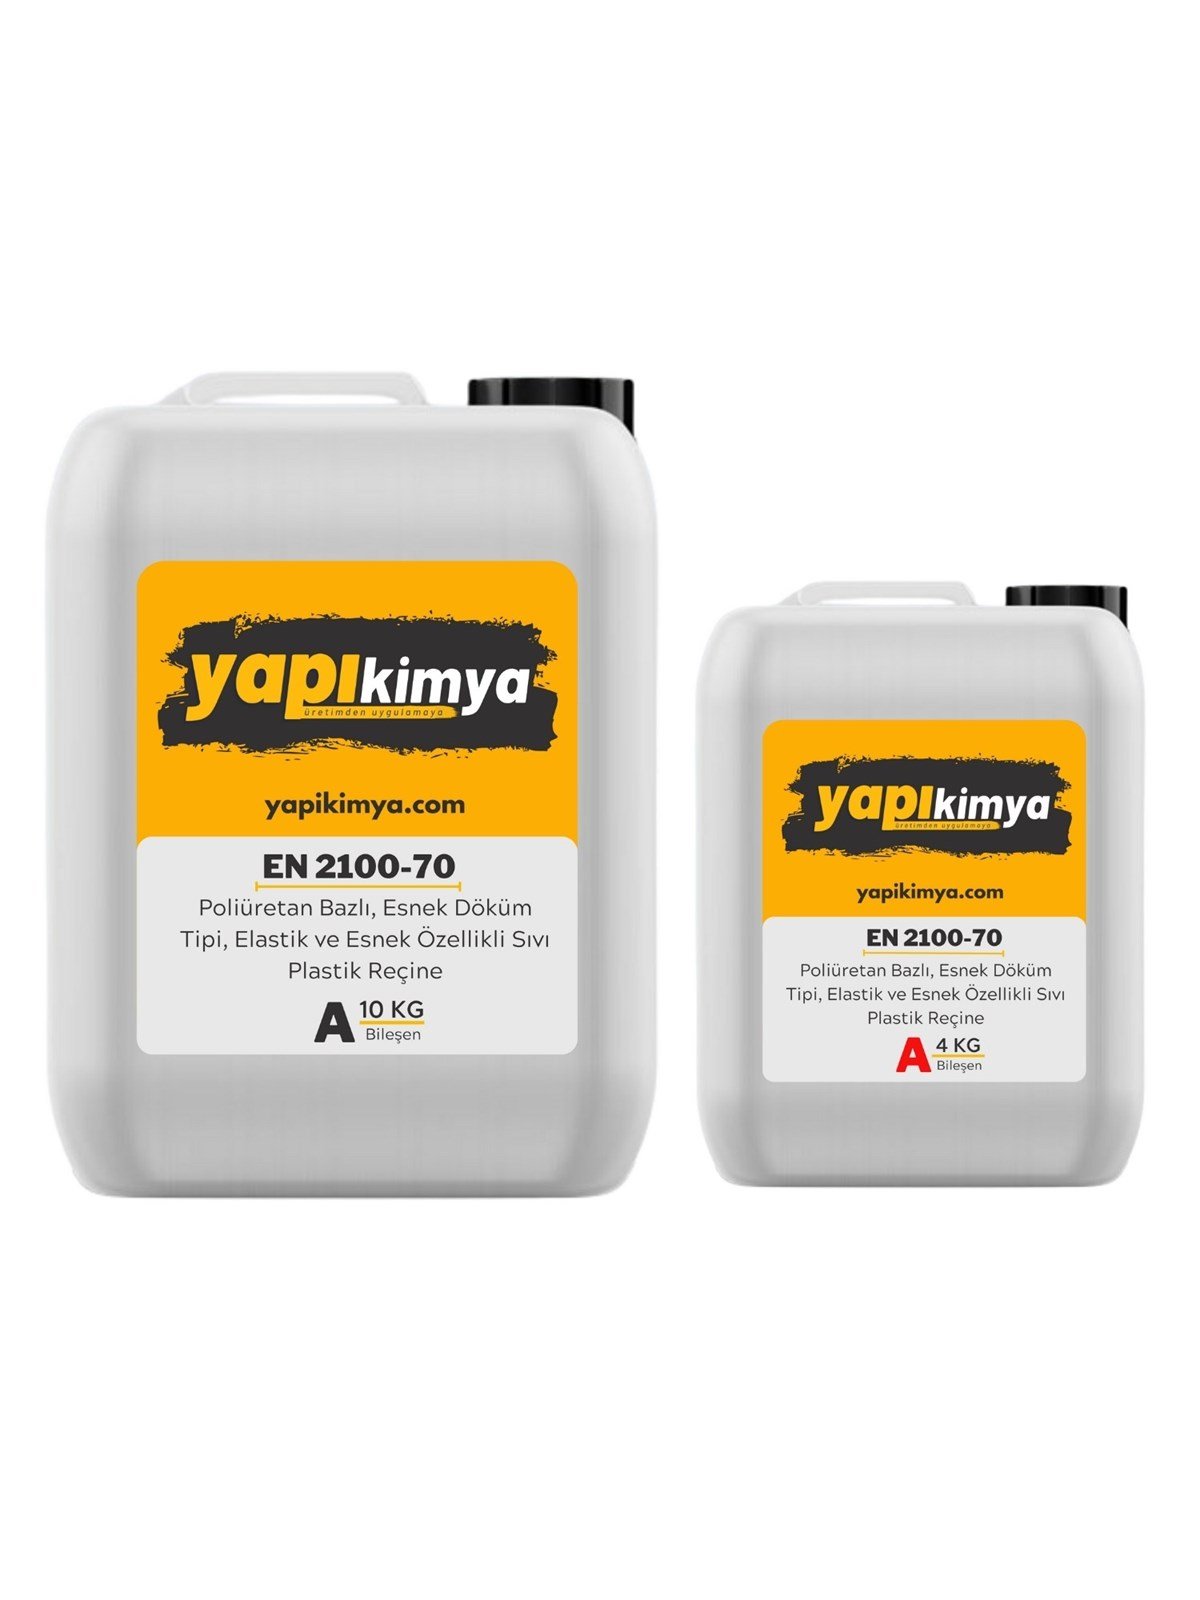 yapıkimya
üretimden uygulamaya
yapikimya.com
EN 2100-70
Poliüretan Bazlı, Esnek Döküm
Tipi, Elastik ve Esnek Özellikli Sıvı
Plastik Reçine
A 10 KG
Bileşen
yapıkimya
üretimden uygulamaya
yapikimya.com
EN 2100-70
Poliüretan Bazlı, Esnek Döküm
Tipi, Elastik ve Esnek Özellikli Sıvı
Plastik Reçine
A 4 KG
Bileşen